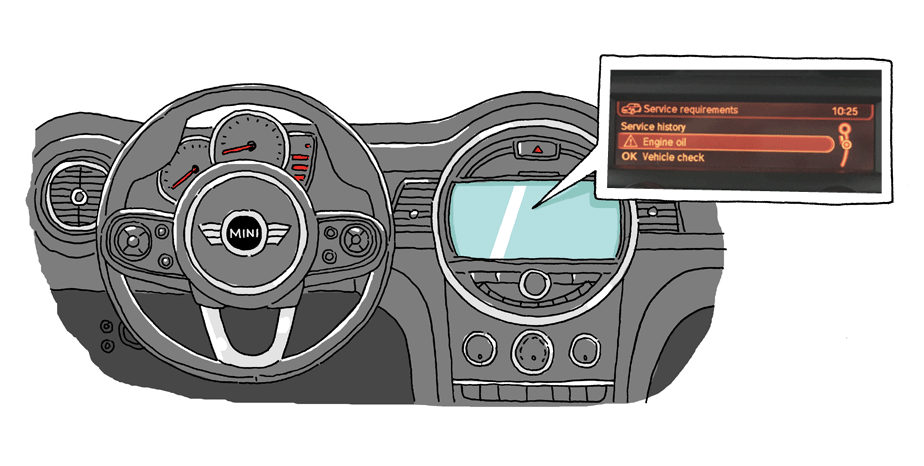 MINI
Service requirements 10:25
Service history
Engine oil
OK Vehicle check